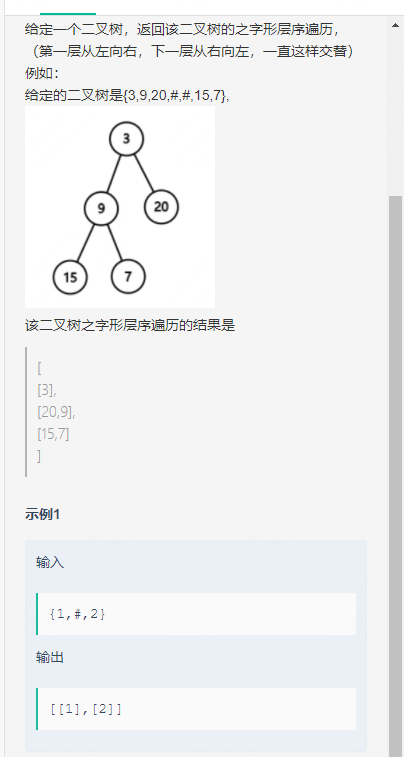 给定一个二叉树，返回该二叉树的之字形层序遍历，
（第一层从左向右，下一层从右向左，一直这样交替）
例如：
给定的二叉树是{3,9,20,#,#,15,7},
3
9
20
15
7
该二叉树之字形层序遍历的结果是
[
[3],
[20,9],
[15,7]
]
示例1
输入
{1,#,2}
输出
[[1],[2]]